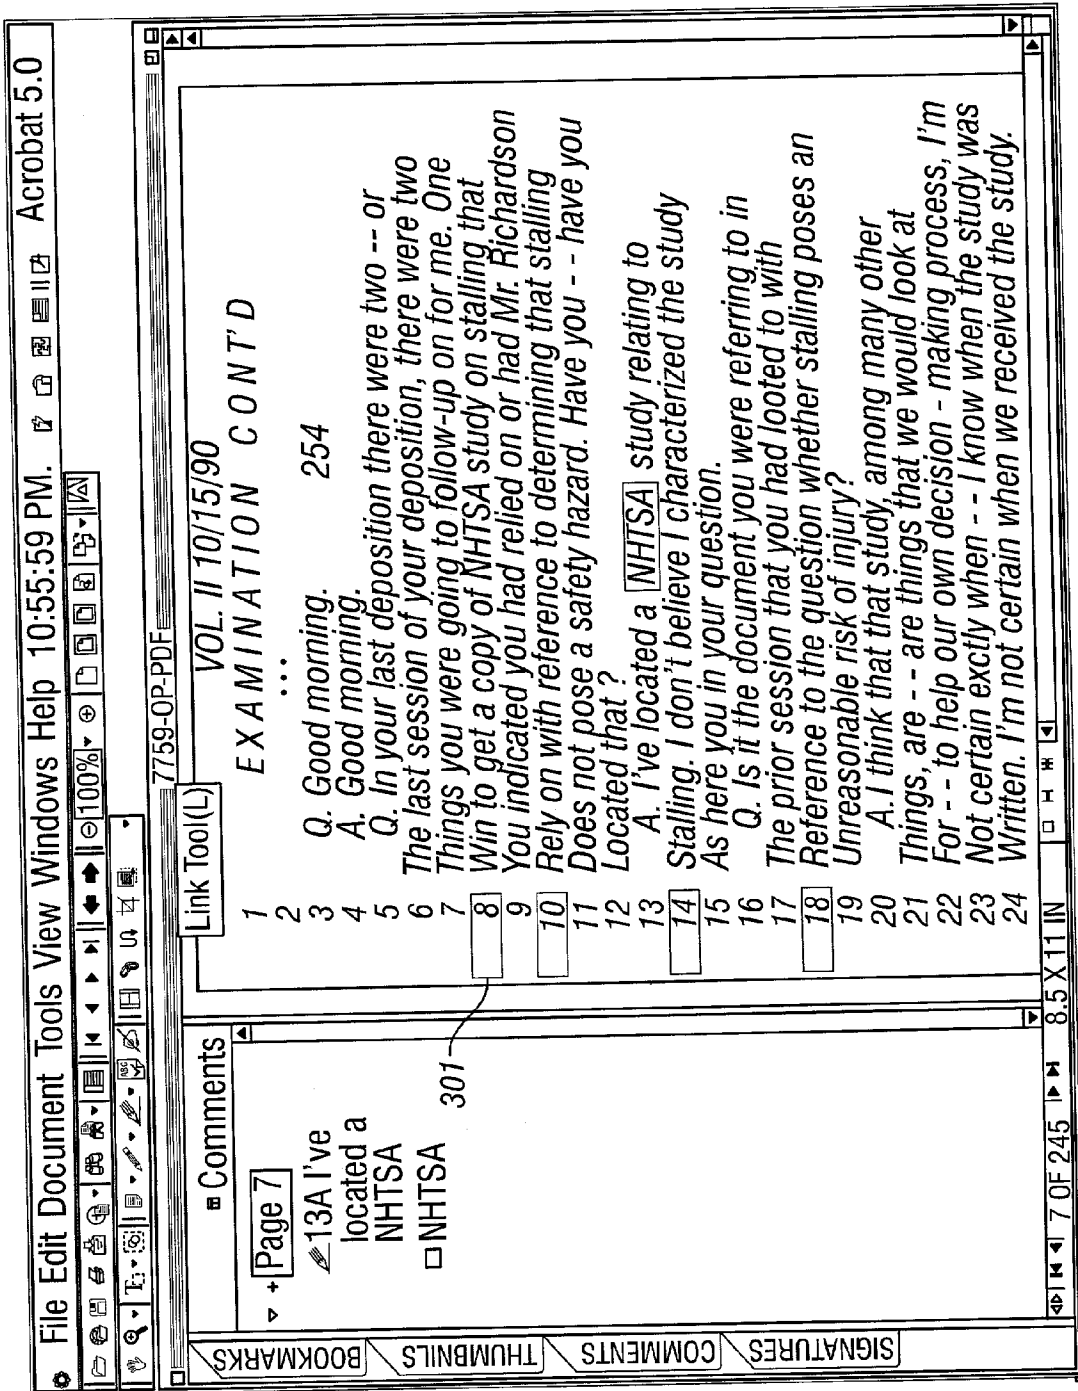 File Edit Document Tools View Windows Help 10:55:59 PM. Acrobat 5.0
100%
7759-OP-PDF
Link Tool(L)
BOOKMARKS
THUMBNILS
COMMENTS
SIGNATURES
Comments
+ Page 7
13A I've
located a
NHTSA
NHTSA
301
VOL. III 10/15/90
1 EXAMINATION CONT'D
2 ...
3 Q. Good morning. 254
4 A. Good morning.
5 Q. In your last deposition there were two -- or
6 The last session of your deposition, there were two
7 Things you were going to follow-up on for me. One
8 Win to get a copy of NHTSA study on stalling that
9 You indicated you had relied on or had Mr. Richardson
10 Rely on with reference to determining that stalling
11 Does not pose a safety hazard. Have you - - have you
12 Located that ?
13 A. I've located a NHTSA study relating to
14 Stalling. I don't believe I characterized the study
15 As here you in your question.
16 Q. Is it the document you were referring to in
17 The prior session that you had looted to with
18 Reference to the question whether stalling poses an
19 Unreasonable risk of injury?
20 A. I think that that study, among many other
21 Things, are - - are things that we would look at
22 For - - to help our own decision - making process, I'm
23 Not certain exctly when - - I know when the study was
24 Written. I'm not certain when we received the study.
7 OF 245 8.5 X 11 IN